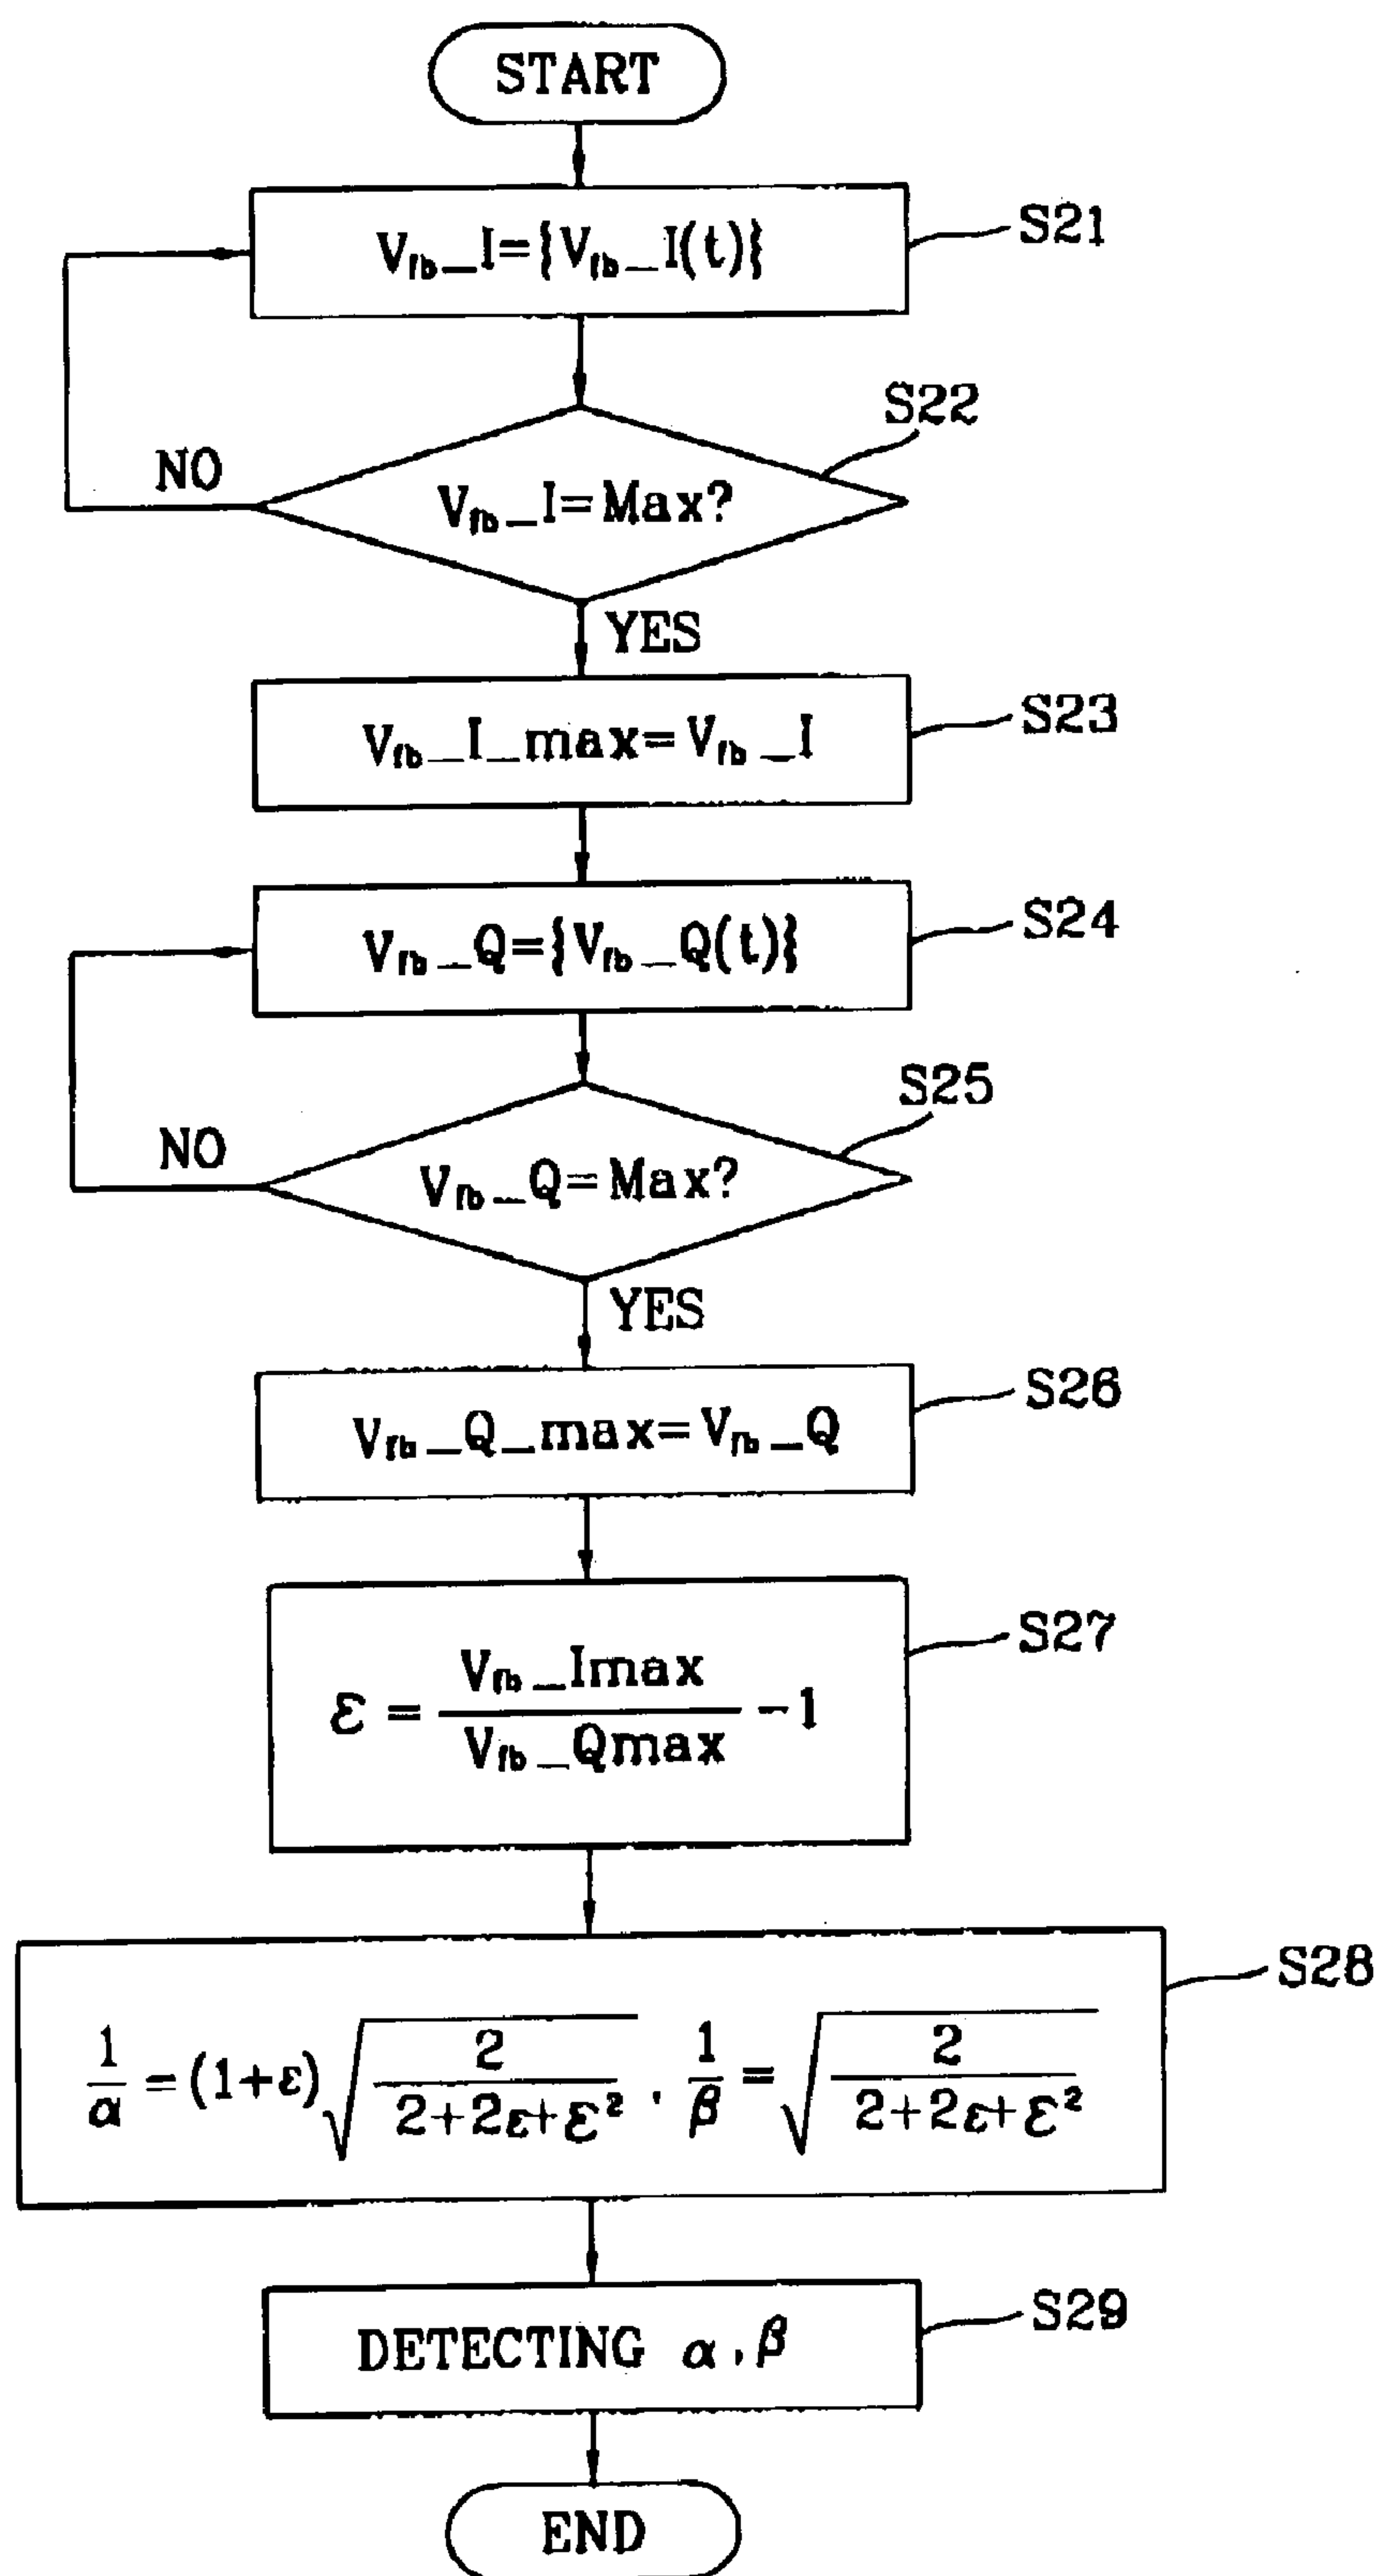 START
V_fb_I={V_fb_I(t)}
S21
S22
NO
V_fb_I=Max?
YES
V_fb_I_max=V_fb_I
S23
V_fb_Q={V_fb_Q(t)}
S24
S25
NO
V_fb_Q=Max?
YES
V_fb_Q_max=V_fb_Q
S26
ε = V_fb_Imax / V_fb_Qmax -1
S27
1/α = (1+ε)√(2/(2+2ε+ε²)) , 1/β = √(2/(2+2ε+ε²))
S28
DETECTING α, β
S29
END